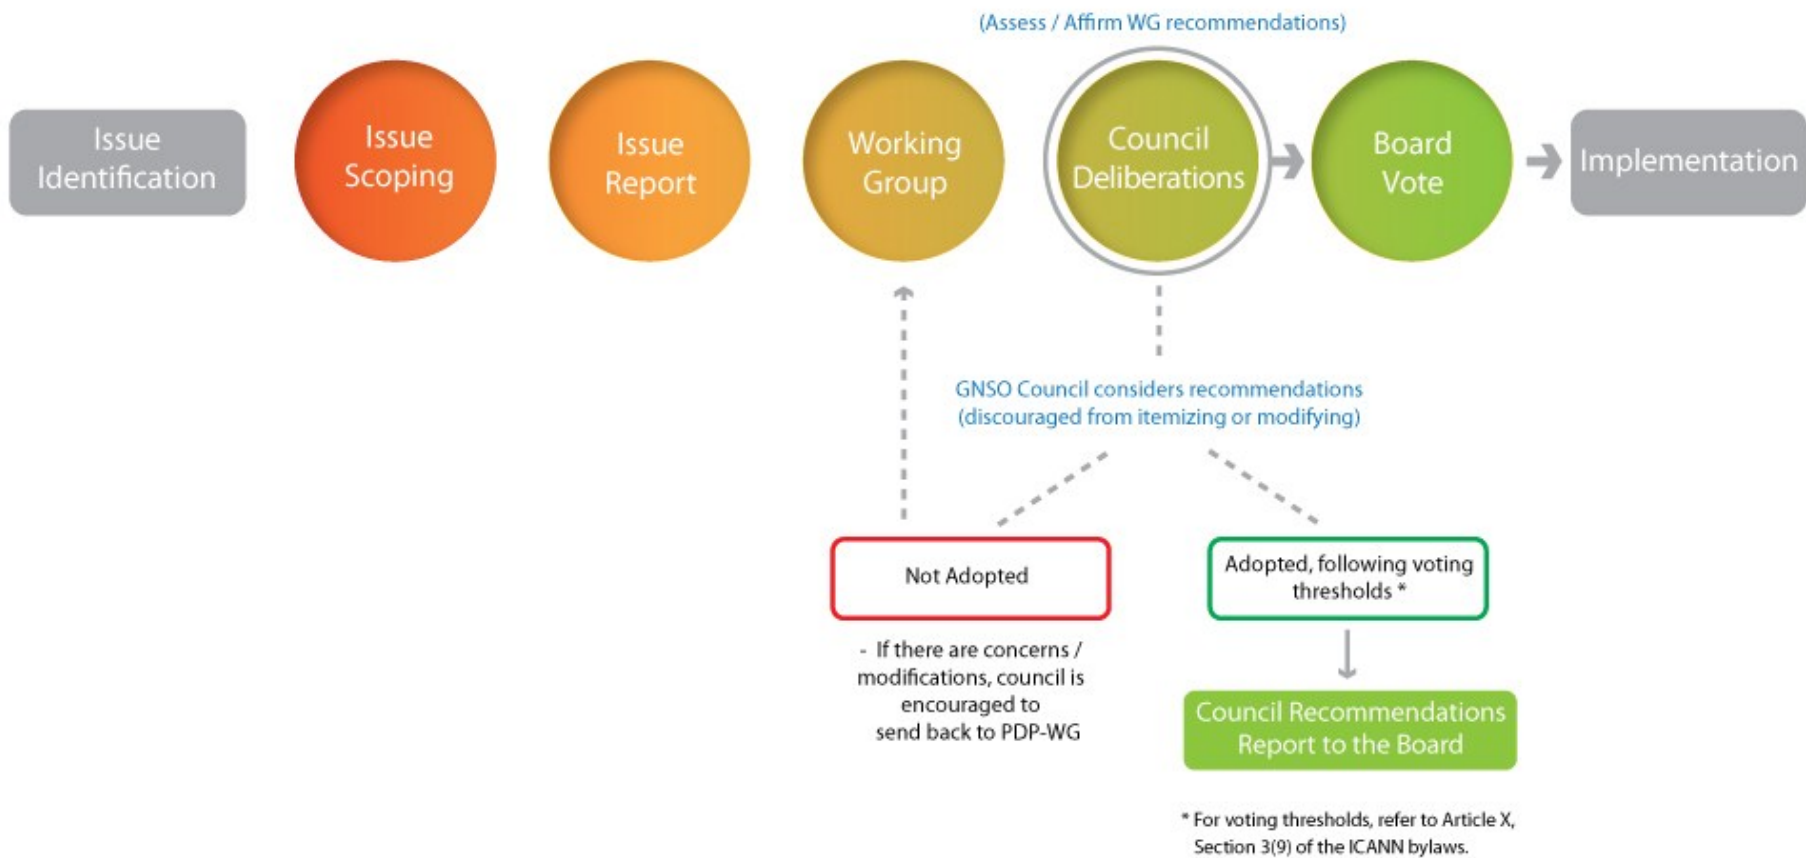 (Assess / Affirm WG recommendations)
Issue
Identification
Issue
Scoping
Issue
Report
Working
Group
Council
Deliberations
Board
Vote
Implementation
GNSO Council considers recommendations
(discouraged from itemizing or modifying)
Not Adopted
- If there are concerns /
modifications, council is
encouraged to
send back to PDP-WG
Adopted, following voting
thresholds *
Council Recommendations
Report to the Board
* For voting thresholds, refer to Article X,
Section 3(9) of the ICANN bylaws.